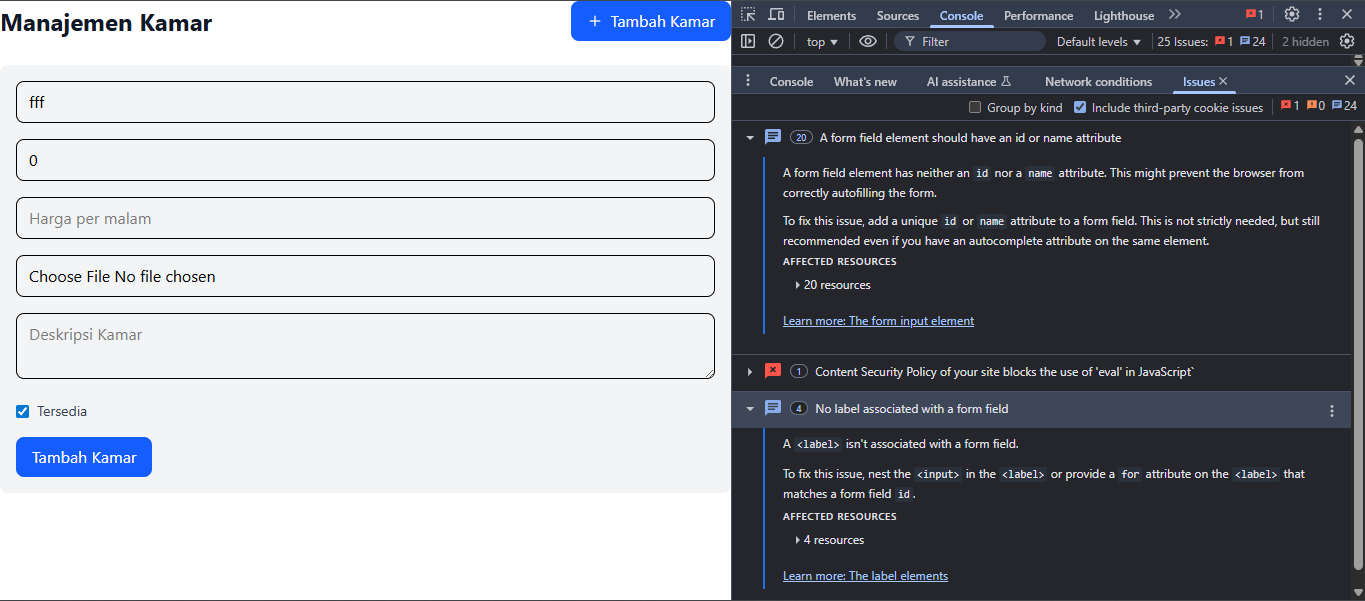 Manajemen Kamar
+ Tambah Kamar
fff
0
Harga per malam
Choose File No file chosen
Deskripsi Kamar
Tersedia
Tambah Kamar
Elements Sources Console Performance Lighthouse 1
top Filter Default levels 25 Issues: 1 24 2 hidden
Console What's new AI assistance Network conditions Issues
Group by kind Include third-party cookie issues 1 0 24
20 A form field element should have an id or name attribute
A form field element has neither an id nor a name attribute. This might prevent the browser from
correctly autofilling the form.
To fix this issue, add a unique id or name attribute to a form field. This is not strictly needed, but still
recommended even if you have an autocomplete attribute on the same element.
AFFECTED RESOURCES
20 resources
Learn more: The form input element
1 Content Security Policy of your site blocks the use of 'eval' in JavaScript`
4 No label associated with a form field
A <label> isn't associated with a form field.
To fix this issue, nest the <input> in the <label> or provide a for attribute on the <label> that
matches a form field id.
AFFECTED RESOURCES
4 resources
Learn more: The label elements